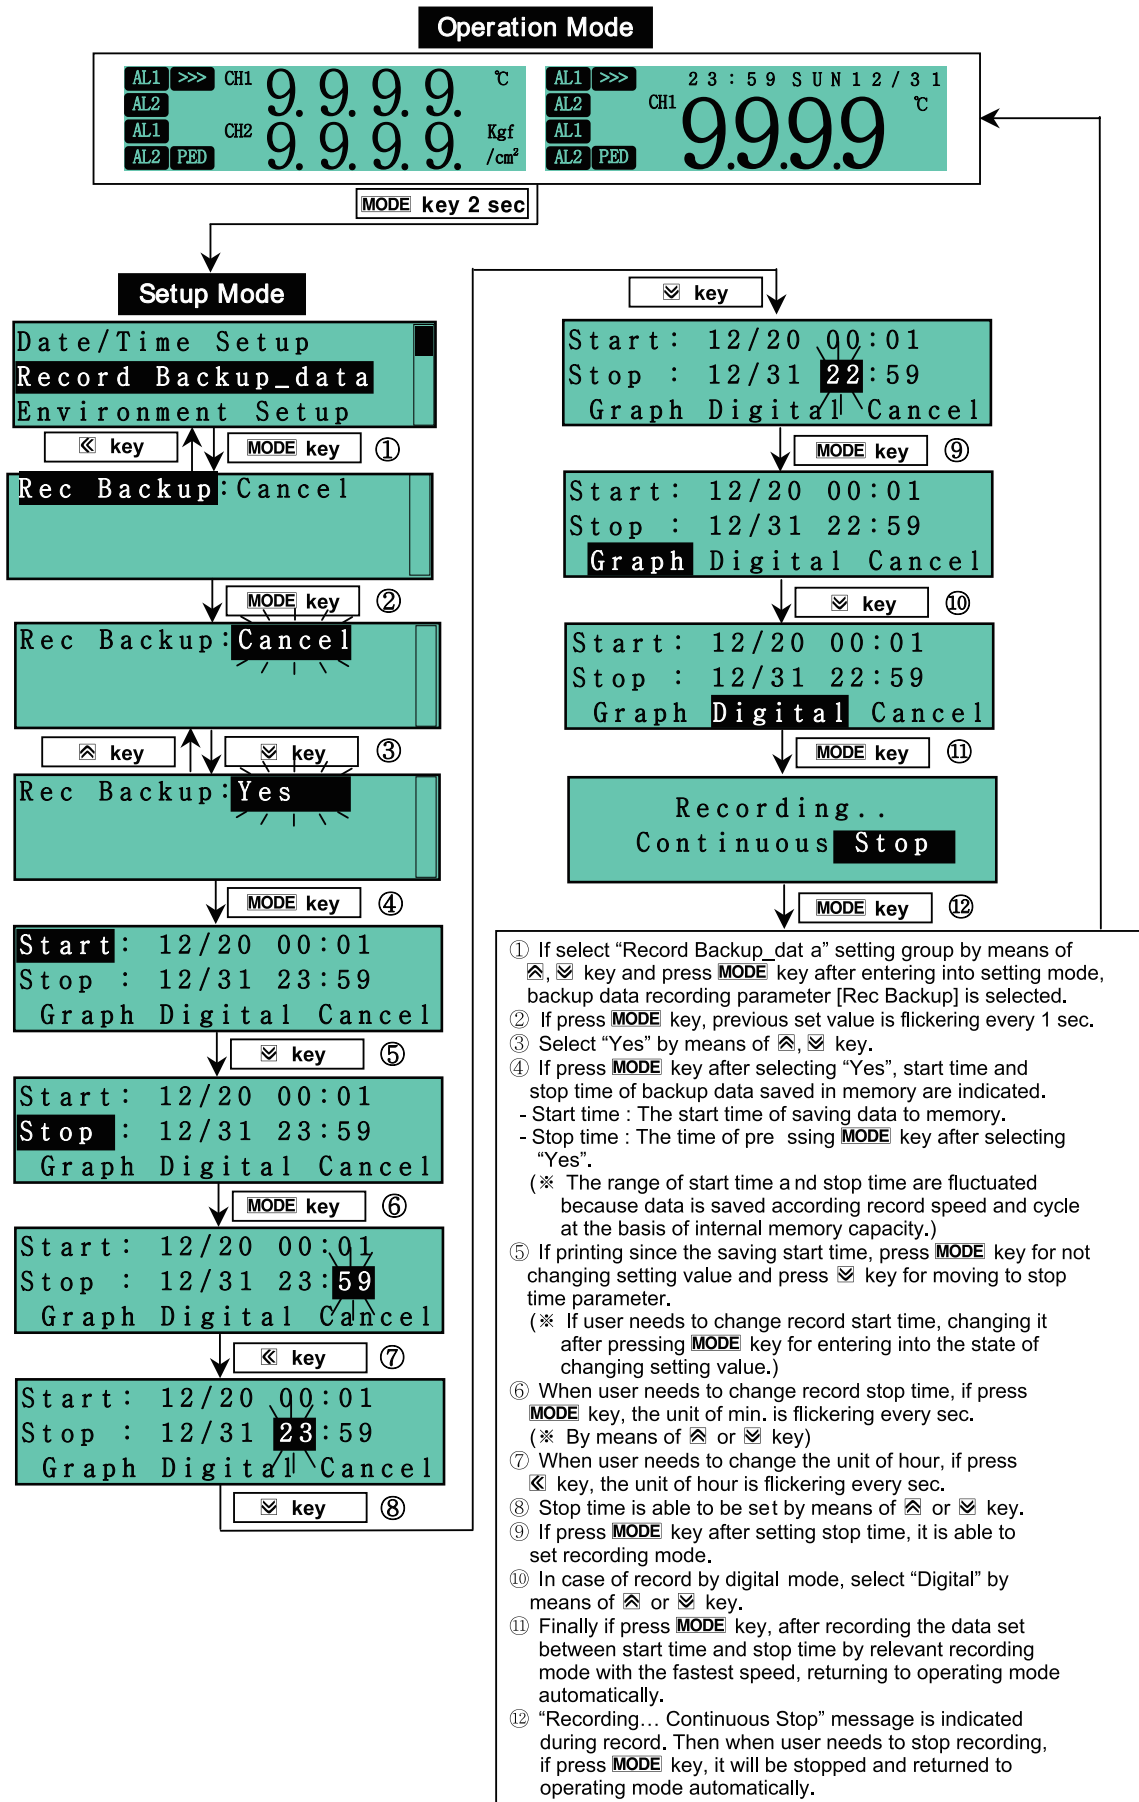 Operation Mode
AL1 >>> CH1 9.9.9.9. ℃
AL2
AL1 CH2 9.9.9.9. Kgf
AL2 PED /cm²
AL1 >>> 23:59 SUN12/31
AL2 CH1 9.9.9.9 ℃
AL1
AL2 PED
MODE key 2 sec
Setup Mode
Date/Time Setup
Record Backup_data
Environment Setup
key
MODE key ①
Rec Backup:Cancel
MODE key ②
Rec Backup:Cancel
key
key ③
Rec Backup:Yes
MODE key ④
Start: 12/20 00:01
Stop : 12/31 23:59
Graph Digital Cancel
key ⑤
Start: 12/20 00:01
Stop : 12/31 23:59
Graph Digital Cancel
MODE key ⑥
Start: 12/20 00:01
Stop : 12/31 23:59
Graph Digital Cancel
key ⑦
Start: 12/20 00:01
Stop : 12/31 23:59
Graph Digital Cancel
key ⑧
key
Start: 12/20 00:01
Stop : 12/31 22:59
Graph Digital Cancel
MODE key ⑨
Start: 12/20 00:01
Stop : 12/31 22:59
Graph Digital Cancel
key ⑩
Start: 12/20 00:01
Stop : 12/31 22:59
Graph Digital Cancel
MODE key ⑪
Recording..
Continuous Stop
MODE key ⑫
① If select “Record Backup_dat a” setting group by means of
, key and press MODE key after entering into setting mode,
backup data recording parameter [Rec Backup] is selected.
② If press MODE key, previous set value is flickering every 1 sec.
③ Select “Yes” by means of , key.
④ If press MODE key after selecting “Yes”, start time and
stop time of backup data saved in memory are indicated.
- Start time : The start time of saving data to memory.
- Stop time : The time of pre ssing MODE key after selecting
“Yes”.
(※ The range of start time a nd stop time are fluctuated
because data is saved according record speed and cycle
at the basis of internal memory capacity.)
⑤ If printing since the saving start time, press MODE key for not
changing setting value and press key for moving to stop
time parameter.
(※ If user needs to change record start time, changing it
after pressing MODE key for entering into the state of
changing setting value.)
⑥ When user needs to change record stop time, if press
MODE key, the unit of min. is flickering every sec.
(※ By means of or key)
⑦ When user needs to change the unit of hour, if press
key, the unit of hour is flickering every sec.
⑧ Stop time is able to be set by means of or key.
⑨ If press MODE key after setting stop time, it is able to
set recording mode.
⑩ In case of record by digital mode, select “Digital” by
means of or key.
⑪ Finally if press MODE key, after recording the data set
between start time and stop time by relevant recording
mode with the fastest speed, returning to operating mode
automatically.
⑫ “Recording... Continuous Stop” message is indicated
during record. Then when user needs to stop recording,
if press MODE key, it will be stopped and returned to
operating mode automatically.